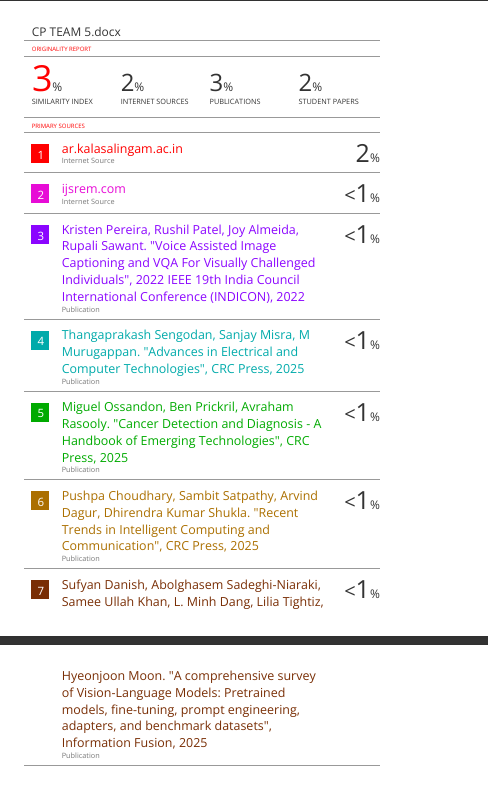 CP TEAM 5.docx
ORIGINALITY REPORT
3% 2% 3% 2%
SIMILARITY INDEX INTERNET SOURCES PUBLICATIONS STUDENT PAPERS
PRIMARY SOURCES
1 ar.kalasalingam.ac.in 2%
Internet Source
2 ijsrem.com <1%
Internet Source
3 Kristen Pereira, Rushil Patel, Joy Almeida, <1%
Rupali Sawant. "Voice Assisted Image
Captioning and VQA For Visually Challenged
Individuals", 2022 IEEE 19th India Council
International Conference (INDICON), 2022
Publication
4 Thangaprakash Sengodan, Sanjay Misra, M <1%
Murugappan. "Advances in Electrical and
Computer Technologies", CRC Press, 2025
Publication
5 Miguel Ossandon, Ben Prickril, Avraham <1%
Rasooly. "Cancer Detection and Diagnosis - A
Handbook of Emerging Technologies", CRC
Press, 2025
Publication
6 Pushpa Choudhary, Sambit Satpathy, Arvind <1%
Dagur, Dhirendra Kumar Shukla. "Recent
Trends in Intelligent Computing and
Communication", CRC Press, 2025
Publication
7 Sufyan Danish, Abolghasem Sadeghi-Niaraki, <1%
Samee Ullah Khan, L. Minh Dang, Lilia Tightiz,
Hyeonjoon Moon. "A comprehensive survey
of Vision-Language Models: Pretrained
models, fine-tuning, prompt engineering,
adapters, and benchmark datasets",
Information Fusion, 2025
Publication